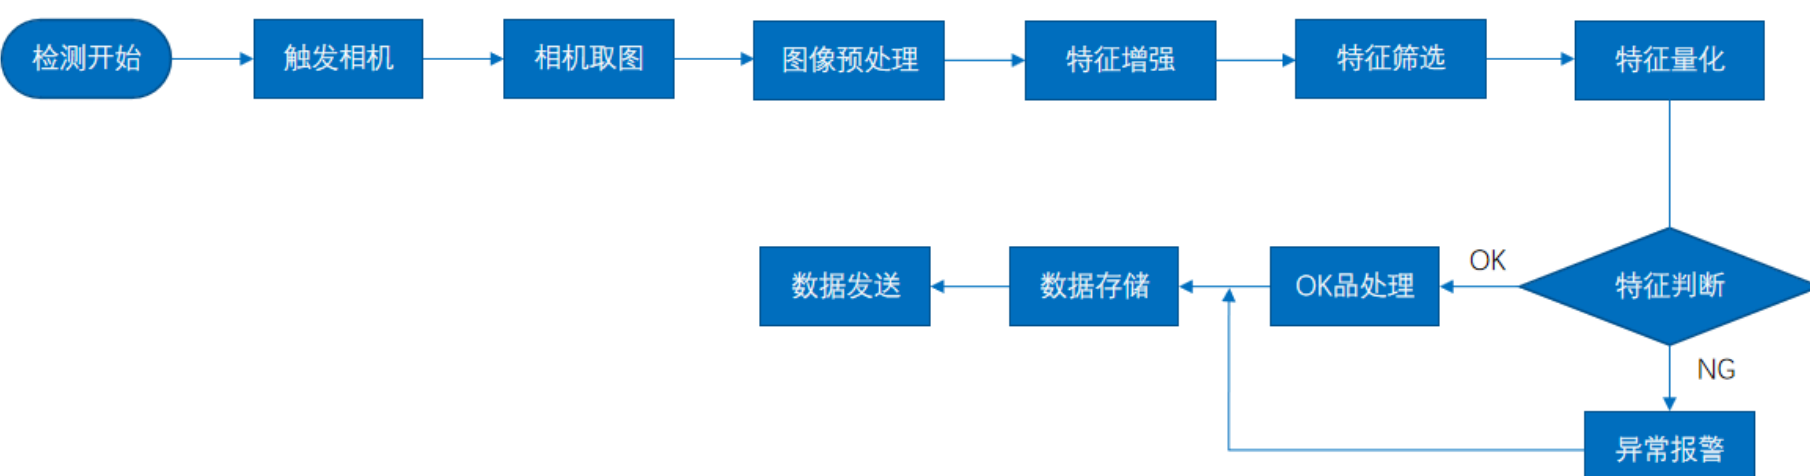 检测开始
触发相机
相机取图
图像预处理
特征增强
特征筛选
特征量化
特征判断
OK
OK品处理
数据存储
数据发送
NG
异常报警